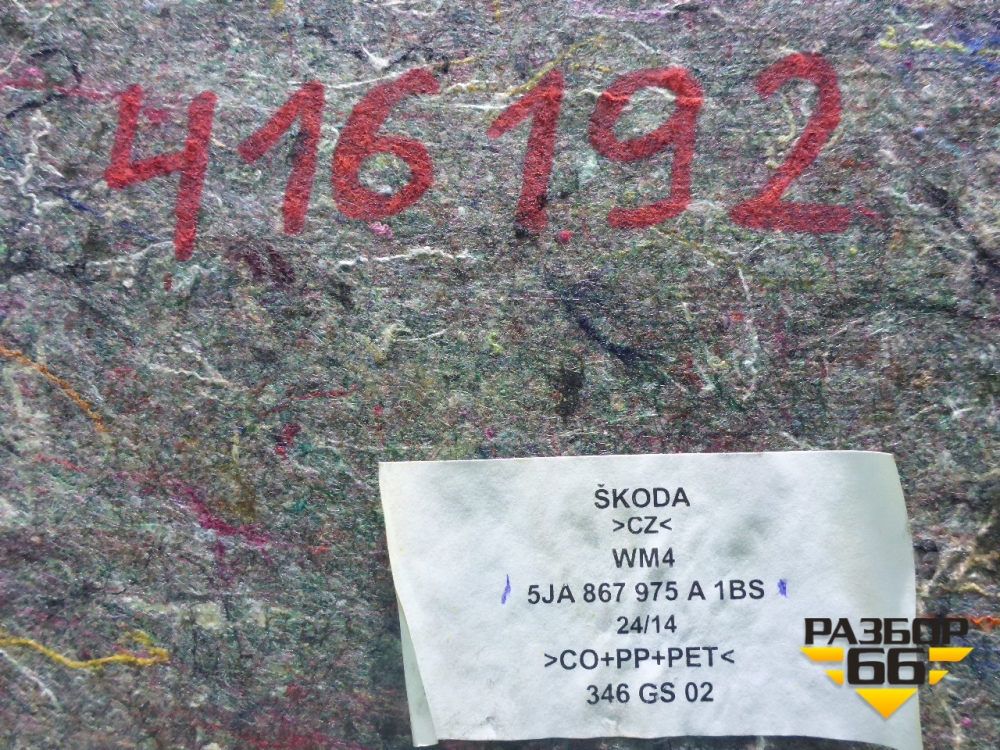 416192
ŠKODA
>CZ<
WM4
5JA 867 975 A 1BS
24/14
>CO+PP+PET<
346 GS 02
РАЗБОР
66